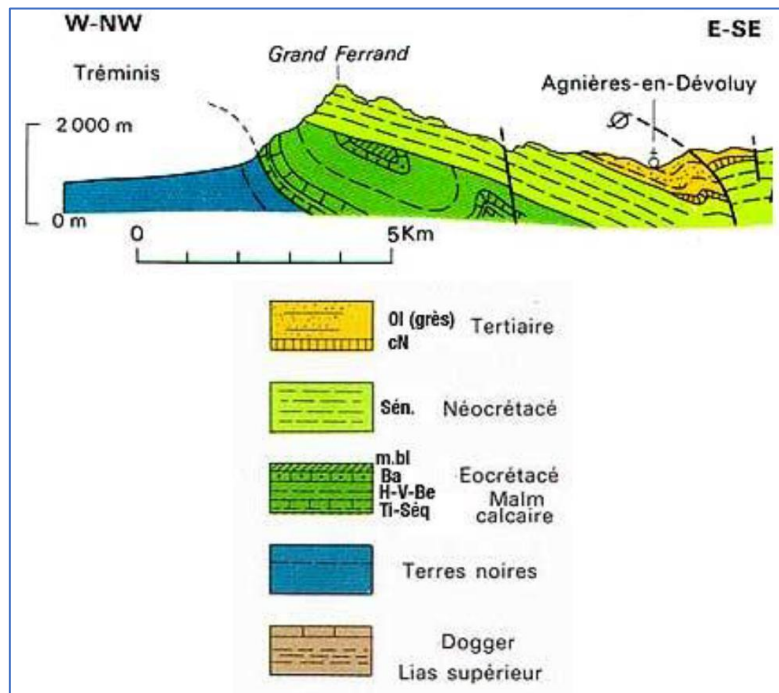 W-NW
E-SE
Grand Ferrand
Tréminis
Agnières-en-Dévoluy
2 000 m
0 m
0
5 Km
Ol (grès)
cN
Tertiaire
Sén.
Néocrétacé
m.bl
Ba
H-V-Be
Ti-Séq
Eocrétacé
Malm
calcaire
Terres noires
Dogger
Lias supérieur